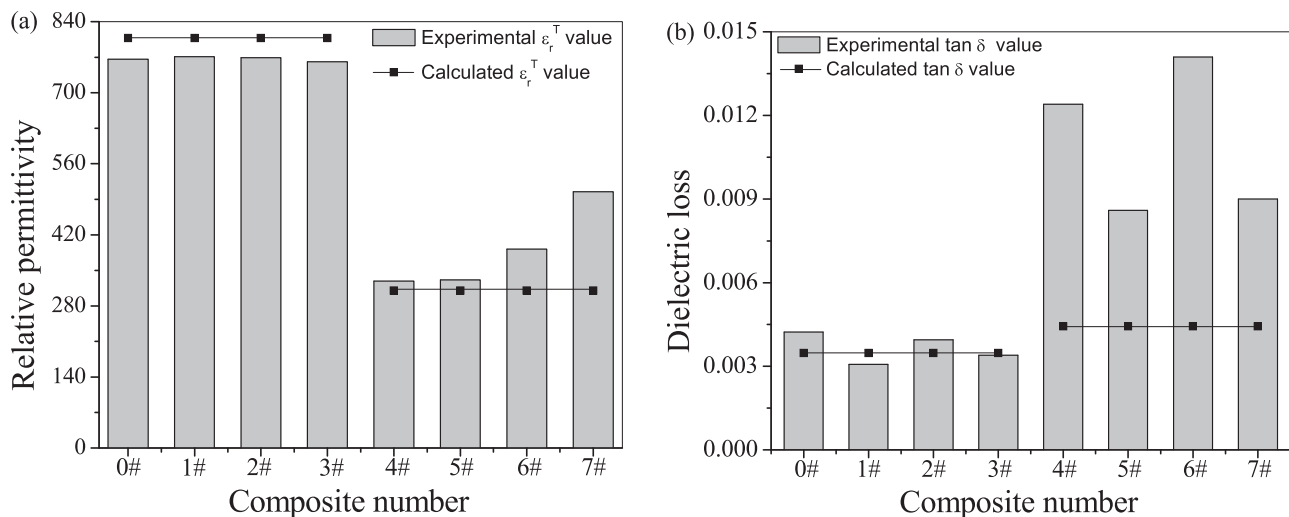 (a)
Relative permittivity
840
700
560
420
280
140
0
Experimental εᵣᵀ value
Calculated εᵣᵀ value
0# 1# 2# 3# 4# 5# 6# 7#
Composite number
(b)
Dielectric loss
0.015
0.012
0.009
0.006
0.003
0.000
Experimental tan δ value
Calculated tan δ value
0# 1# 2# 3# 4# 5# 6# 7#
Composite number